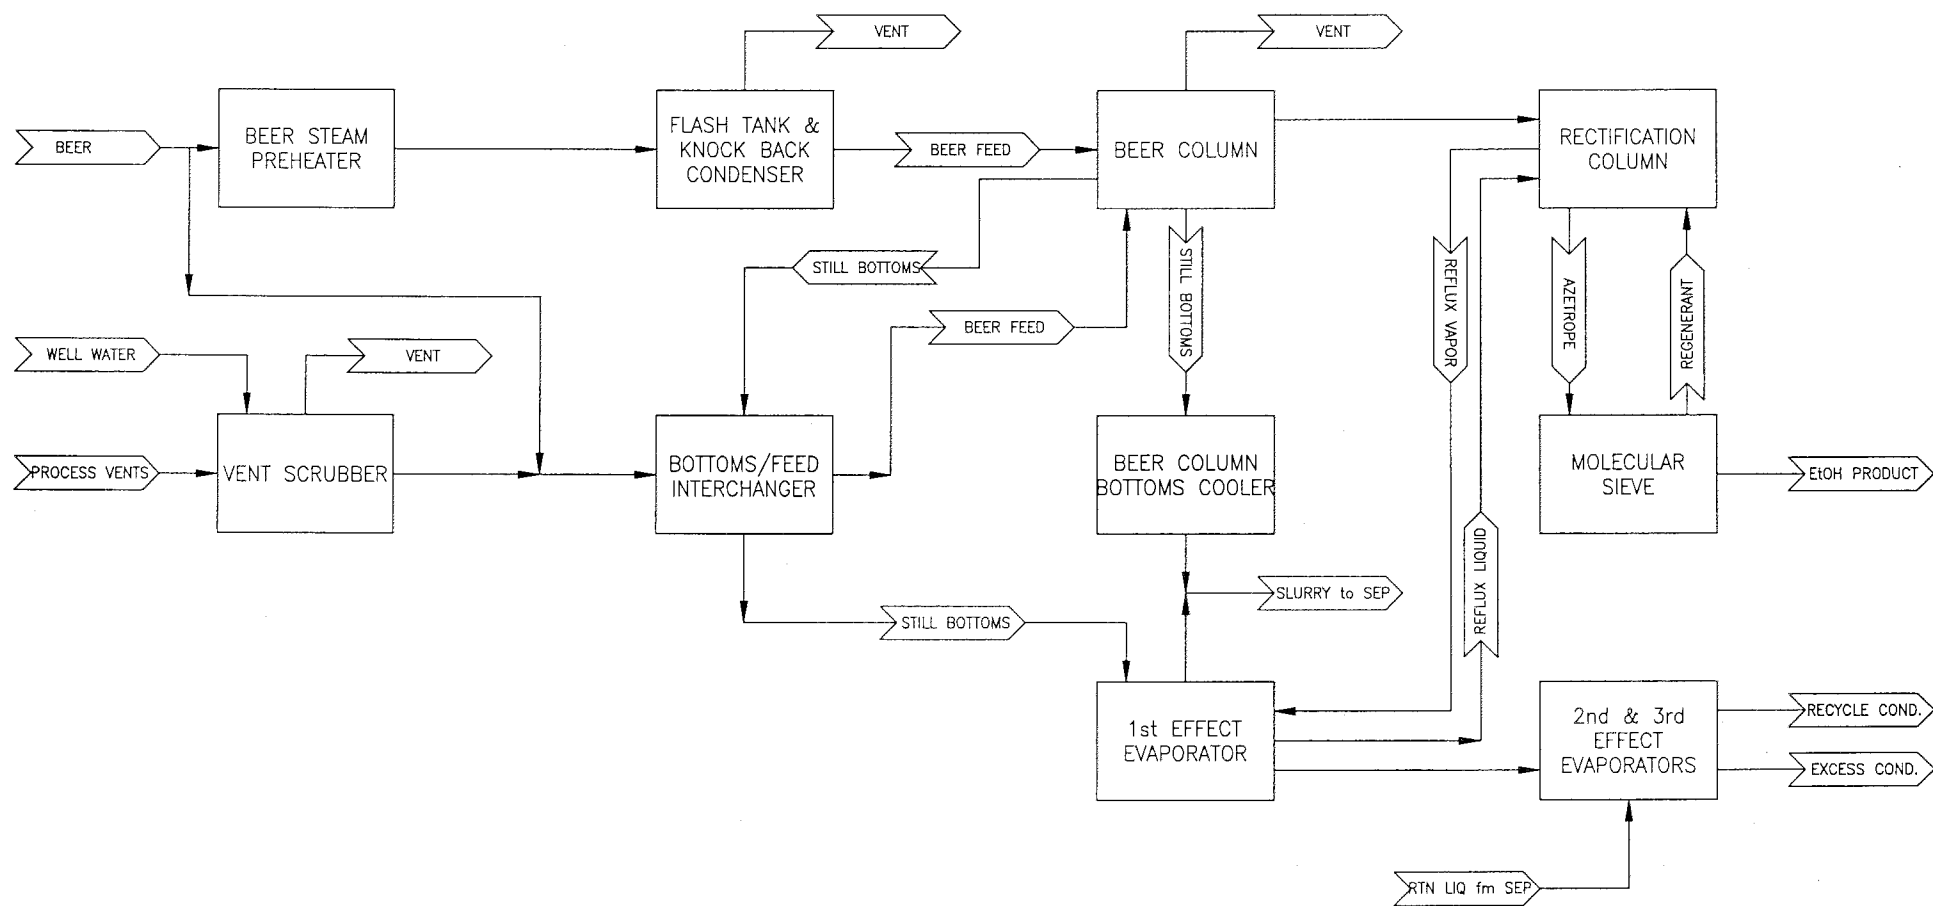 VENT
VENT
BEER
BEER STEAM
PREHEATER
FLASH TANK &
KNOCK BACK
CONDENSER
BEER FEED
BEER COLUMN
RECTIFICATION
COLUMN
STILL BOTTOMS
STILL BOTTOMS
REFLUX VAPOR
AZETROPE
REGENERANT
BEER FEED
WELL WATER
VENT
PROCESS VENTS
VENT SCRUBBER
BOTTOMS/FEED
INTERCHANGER
BEER COLUMN
BOTTOMS COOLER
MOLECULAR
SIEVE
EtOH PRODUCT
REFLUX LIQUID
SLURRY to SEP
STILL BOTTOMS
1st EFFECT
EVAPORATOR
2nd & 3rd
EFFECT
EVAPORATORS
RECYCLE COND.
EXCESS COND.
RTN LIQ fm SEP